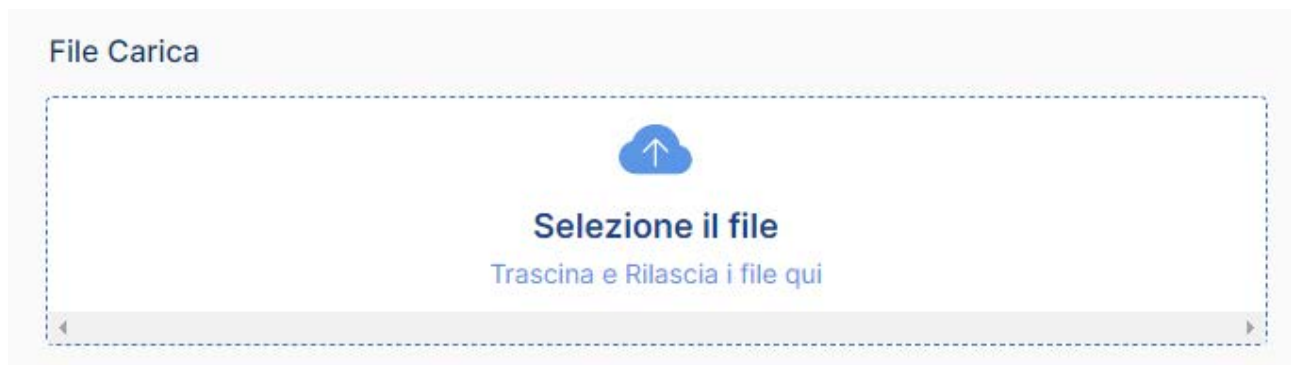 File Carica
Selezione il file
Trascina e Rilascia i file qui